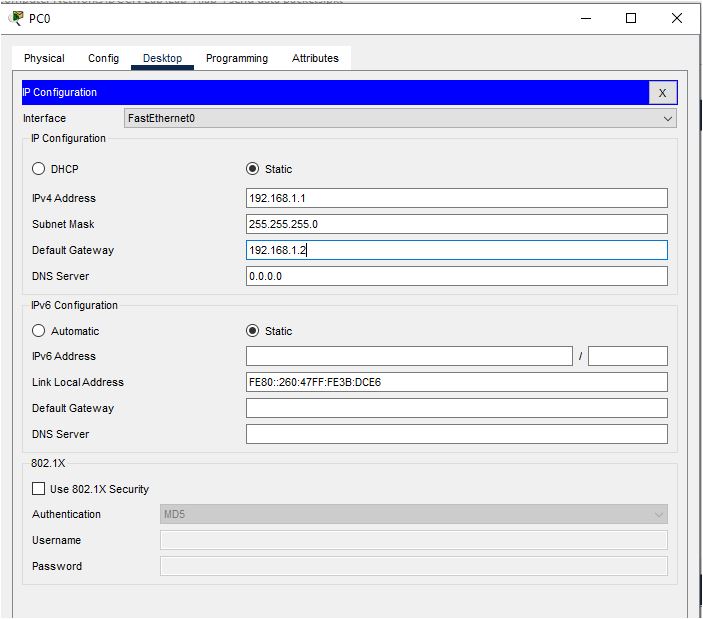 PC0
Physical Config Desktop Programming Attributes
IP Configuration X
Interface FastEthernet0
IP Configuration
DHCP Static
IPv4 Address 192.168.1.1
Subnet Mask 255.255.255.0
Default Gateway 192.168.1.2
DNS Server 0.0.0.0
IPv6 Configuration
Automatic Static
IPv6 Address /
Link Local Address FE80::260:47FF:FE3B:DCE6
Default Gateway
DNS Server
802.1X
Use 802.1X Security
Authentication MD5
Username
Password